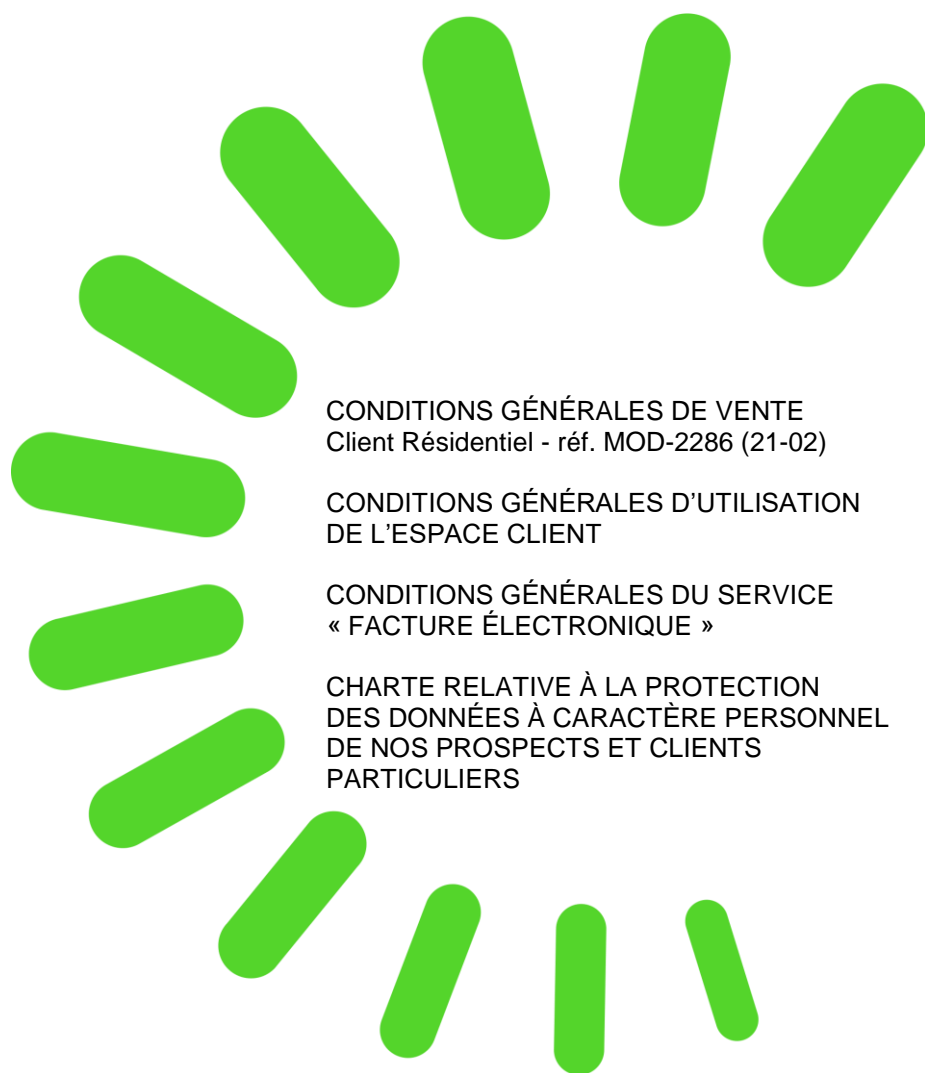 CONDITIONS GÉNÉRALES DE VENTE
Client Résidentiel - réf. MOD-2286 (21-02)
CONDITIONS GÉNÉRALES D'UTILISATION
DE L'ESPACE CLIENT
CONDITIONS GÉNÉRALES DU SERVICE
« FACTURE ÉLECTRONIQUE »
CHARTE RELATIVE À LA PROTECTION
DES DONNÉES À CARACTÈRE PERSONNEL
DE NOS PROSPECTS ET CLIENTS
PARTICULIERS